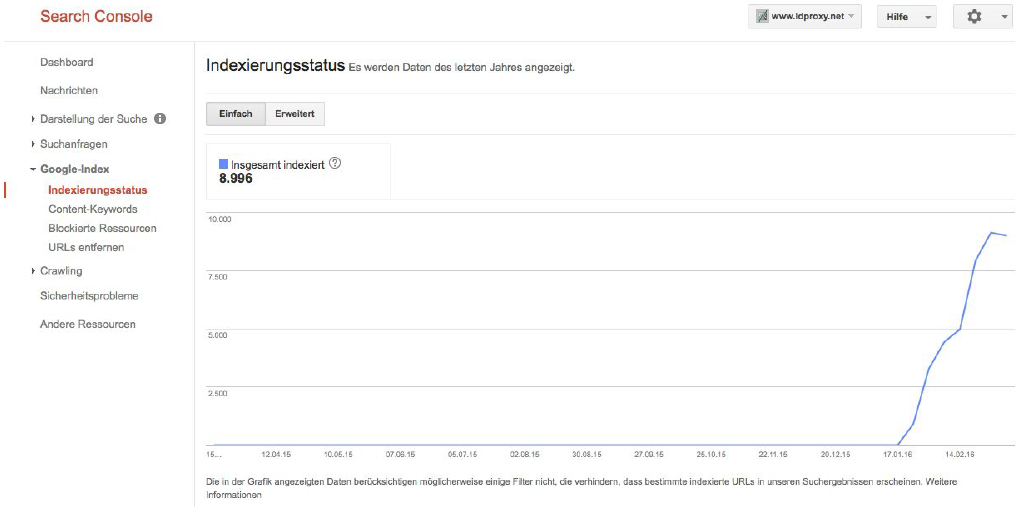 Search Console
www.ldproxy.net
Hilfe
Dashboard
Nachrichten
Darstellung der Suche
Suchanfragen
Google-Index
Indexierungsstatus
Content-Keywords
Blockierte Ressourcen
URLs entfernen
Crawling
Sicherheitsprobleme
Andere Ressourcen
Indexierungsstatus Es werden Daten des letzten Jahres angezeigt.
Einfach Erweitert
Insgesamt indexiert ?
8.996
10.000
7.500
5.000
2.500
15... 12.04.15 10.05.15 07.06.15 05.07.15 02.08.15 30.08.15 27.09.15 25.10.15 22.11.15 20.12.15 17.01.16 14.02.16
Die in der Grafik angezeigten Daten berücksichtigen möglicherweise einige Filter nicht, die verhindern, dass bestimmte indexierte URLs in unseren Suchergebnissen erscheinen. Weitere
Informationen